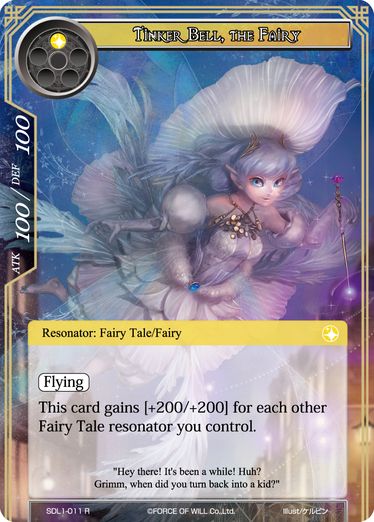 Tinker Bell, the Fairy
ATK 100 / DEF 100
Resonator: Fairy Tale/Fairy
Flying
This card gains [+200/+200] for each other
Fairy Tale resonator you control.
"Hey there! It's been a while! Huh?
Grimm, when did you turn back into a kid?"
SDL1-011 R ©FORCE OF WILL Co.,Ltd. Illust/ケルビン